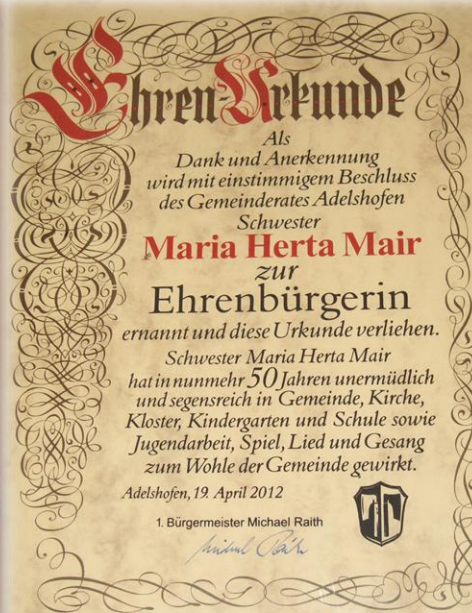 Ehren-Urkunde
Als
Dank und Anerkennung
wird mit einstimmigem Beschluss
des Gemeinderates Adelshofen
Schwester
Maria Herta Mair
zur
Ehrenbürgerin
ernannt und diese Urkunde verliehen.
Schwester Maria Herta Mair
hat in nunmehr 50 Jahren unermüdlich
und segensreich in Gemeinde, Kirche,
Kloster, Kindergarten und Schule sowie
Jugendarbeit, Spiel, Lied und Gesang
zum Wohle der Gemeinde gewirkt.
Adelshofen, 19. April 2012
1. Bürgermeister Michael Raith
Michael Raith